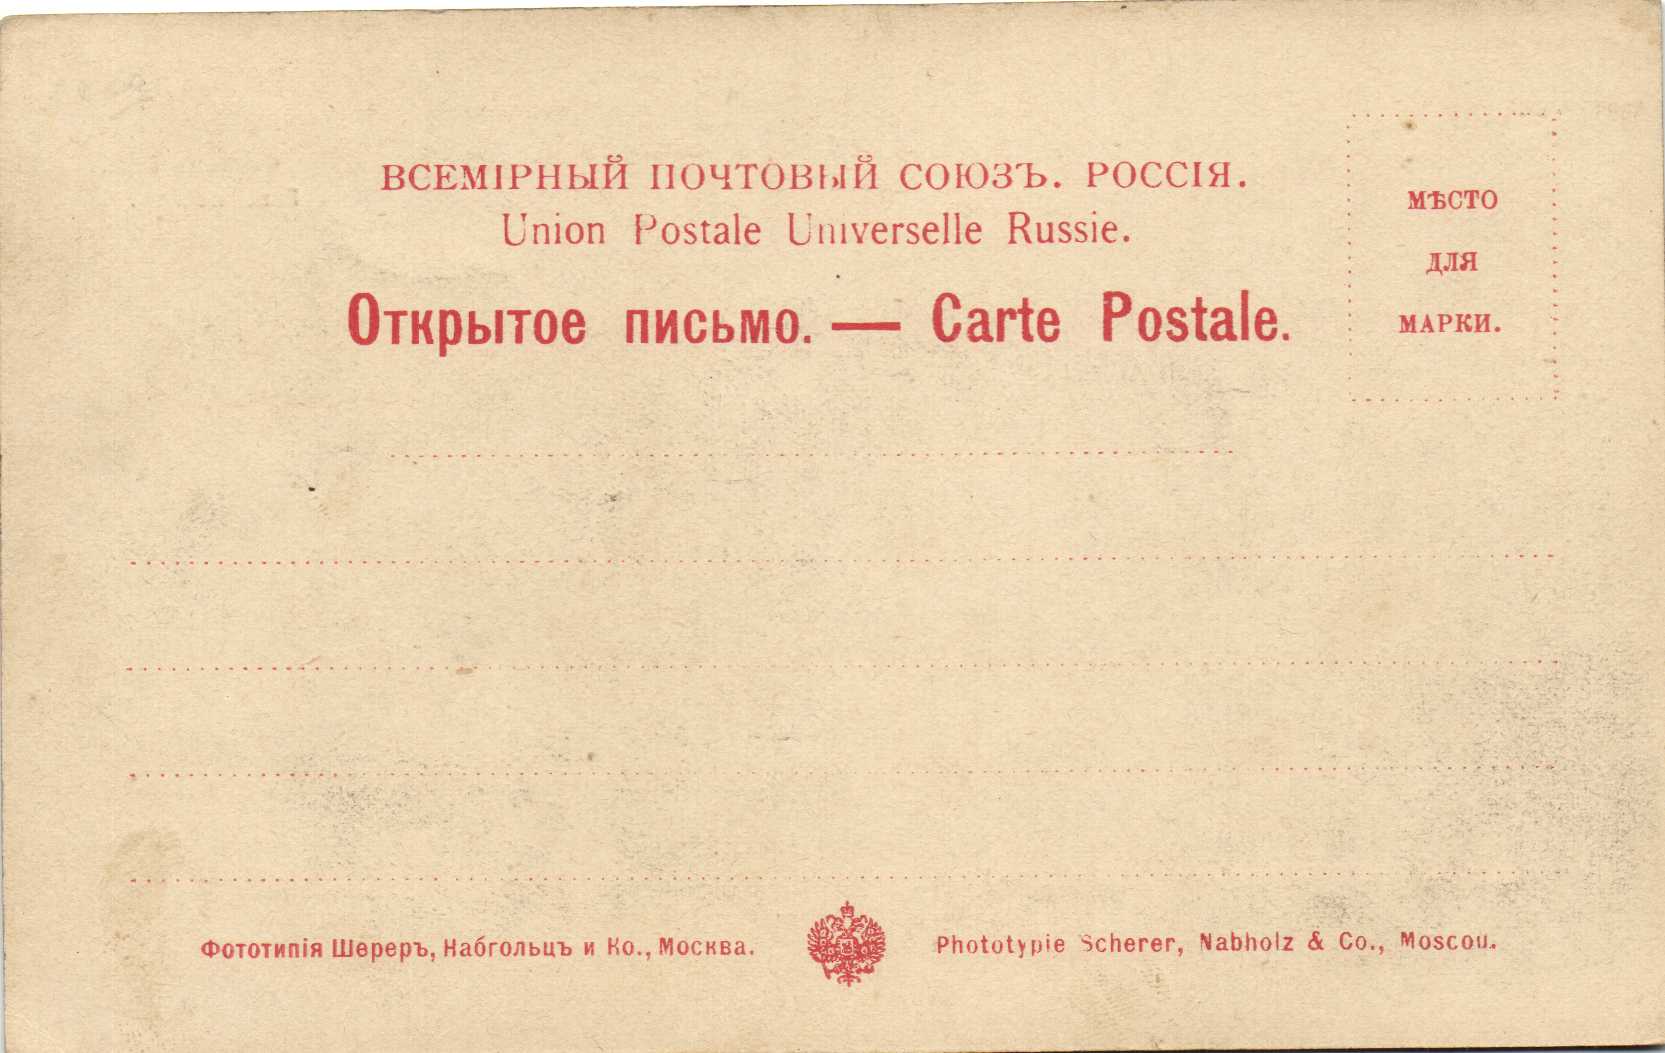 ВСЕМІРНЫЙ ПОЧТОВЫЙ СОЮЗЪ. РОССІЯ.
Union Postale Universelle Russie.
Открытое письмо. — Carte Postale.
МѢСТО
ДЛЯ
МАРКИ.
Фототипія Шереръ, Набгольцъ и Ко., Москва.
Phototypie Scherer, Nabholz & Co., Moscou.